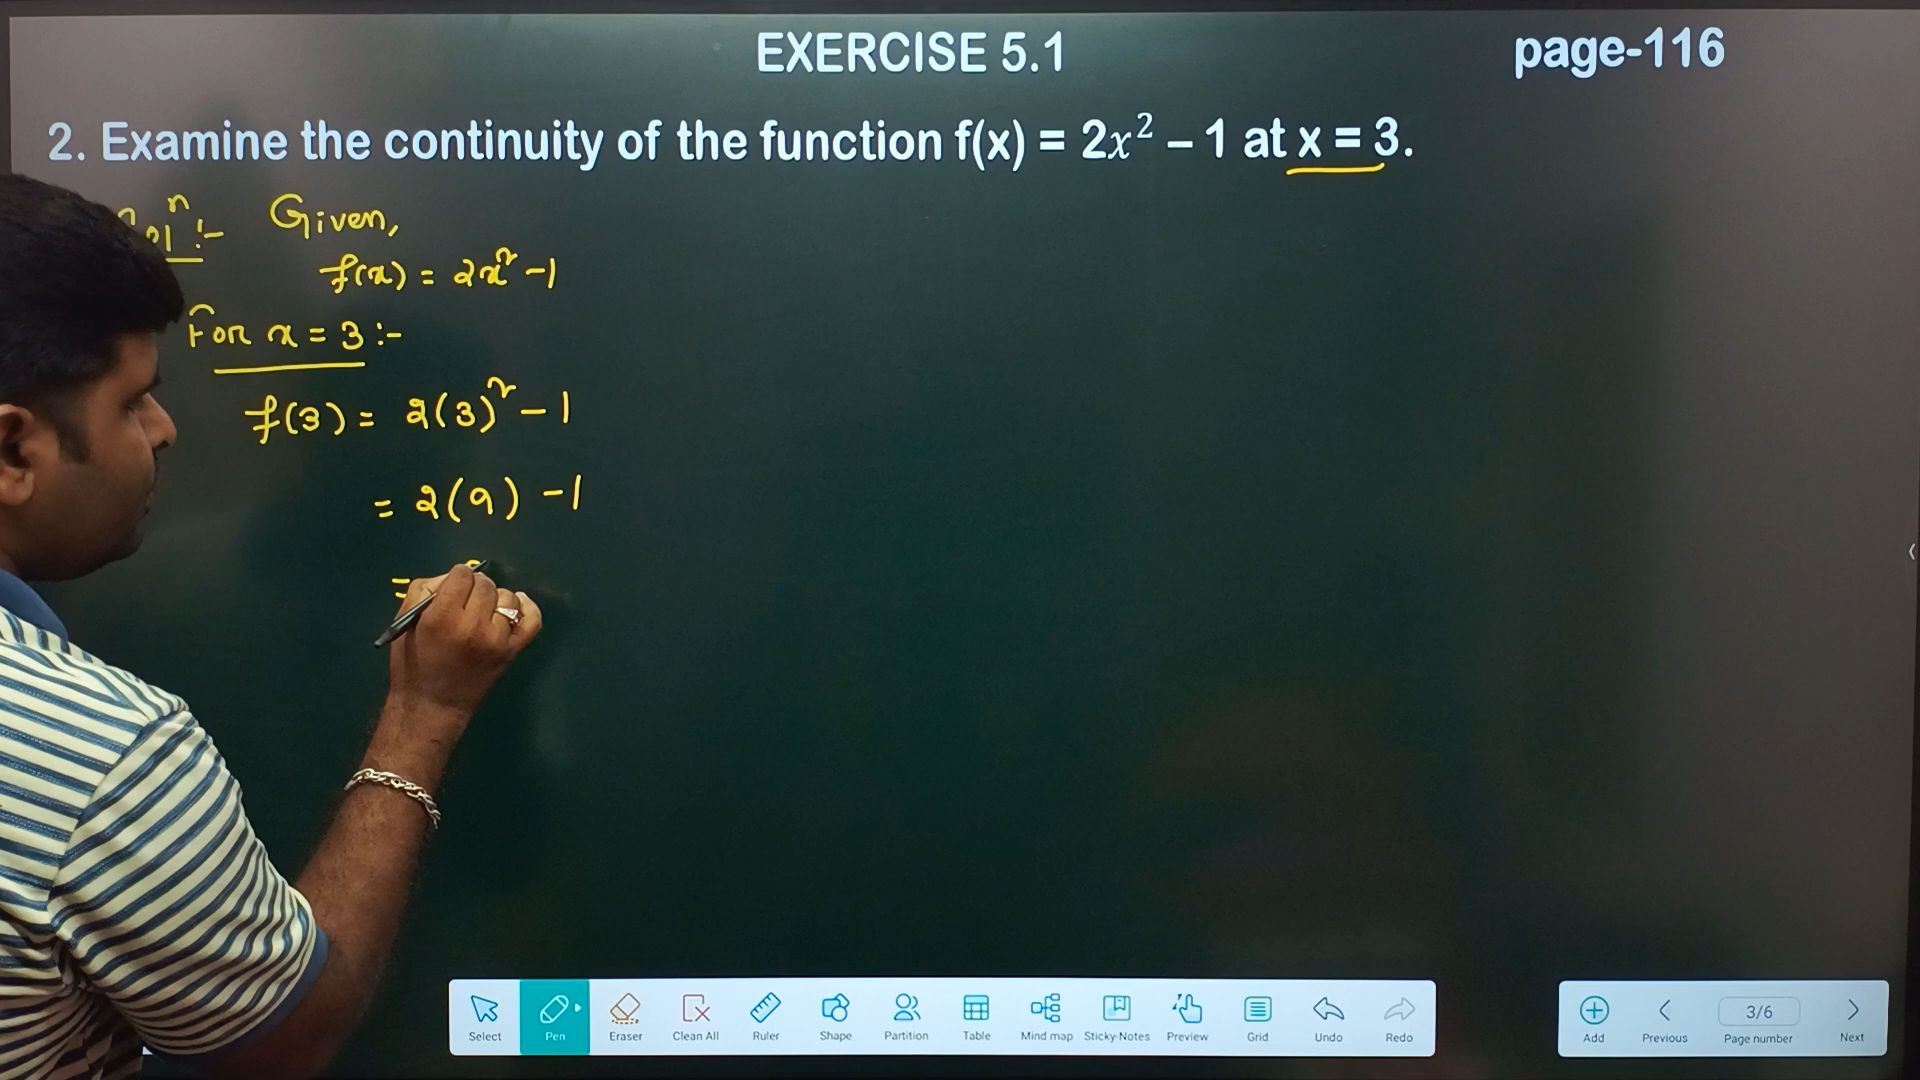 EXERCISE 5.1
page-116
2. Examine the continuity of the function f(x) = 2x² – 1 at x = 3.
Solⁿ:- Given,
f(x) = 2x² - 1
For x = 3 :-
f(3) = 2(3)² - 1
= 2(9) - 1
=
Select Pen Eraser Clean All Ruler Shape Partition Table Mind map Sticky-Notes Preview Grid Undo Redo
Add Previous 3/6 Page number Next